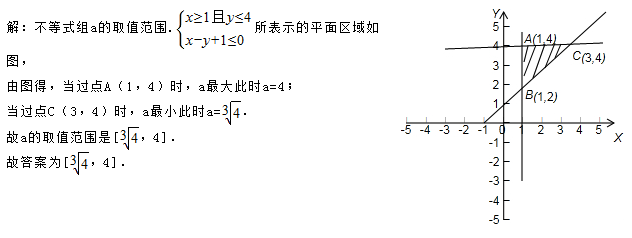 解：不等式组a的取值范围.{x≥1且y≤4
x-y+1≤0 所表示的平面区域如
图，
由图得，当过点A（1，4）时，a最大此时a=4；
当过点C（3，4）时，a最小此时a=3√4.
故a的取值范围是[3√4，4].
故答案为[3√4，4].
Y
5
4
3
2
1
0
-1
-2
-3
-4
-5
-5 -4 -3 -2 -1 1 2 3 4 5
X
A(1,4)
C(3,4)
B(1,2)